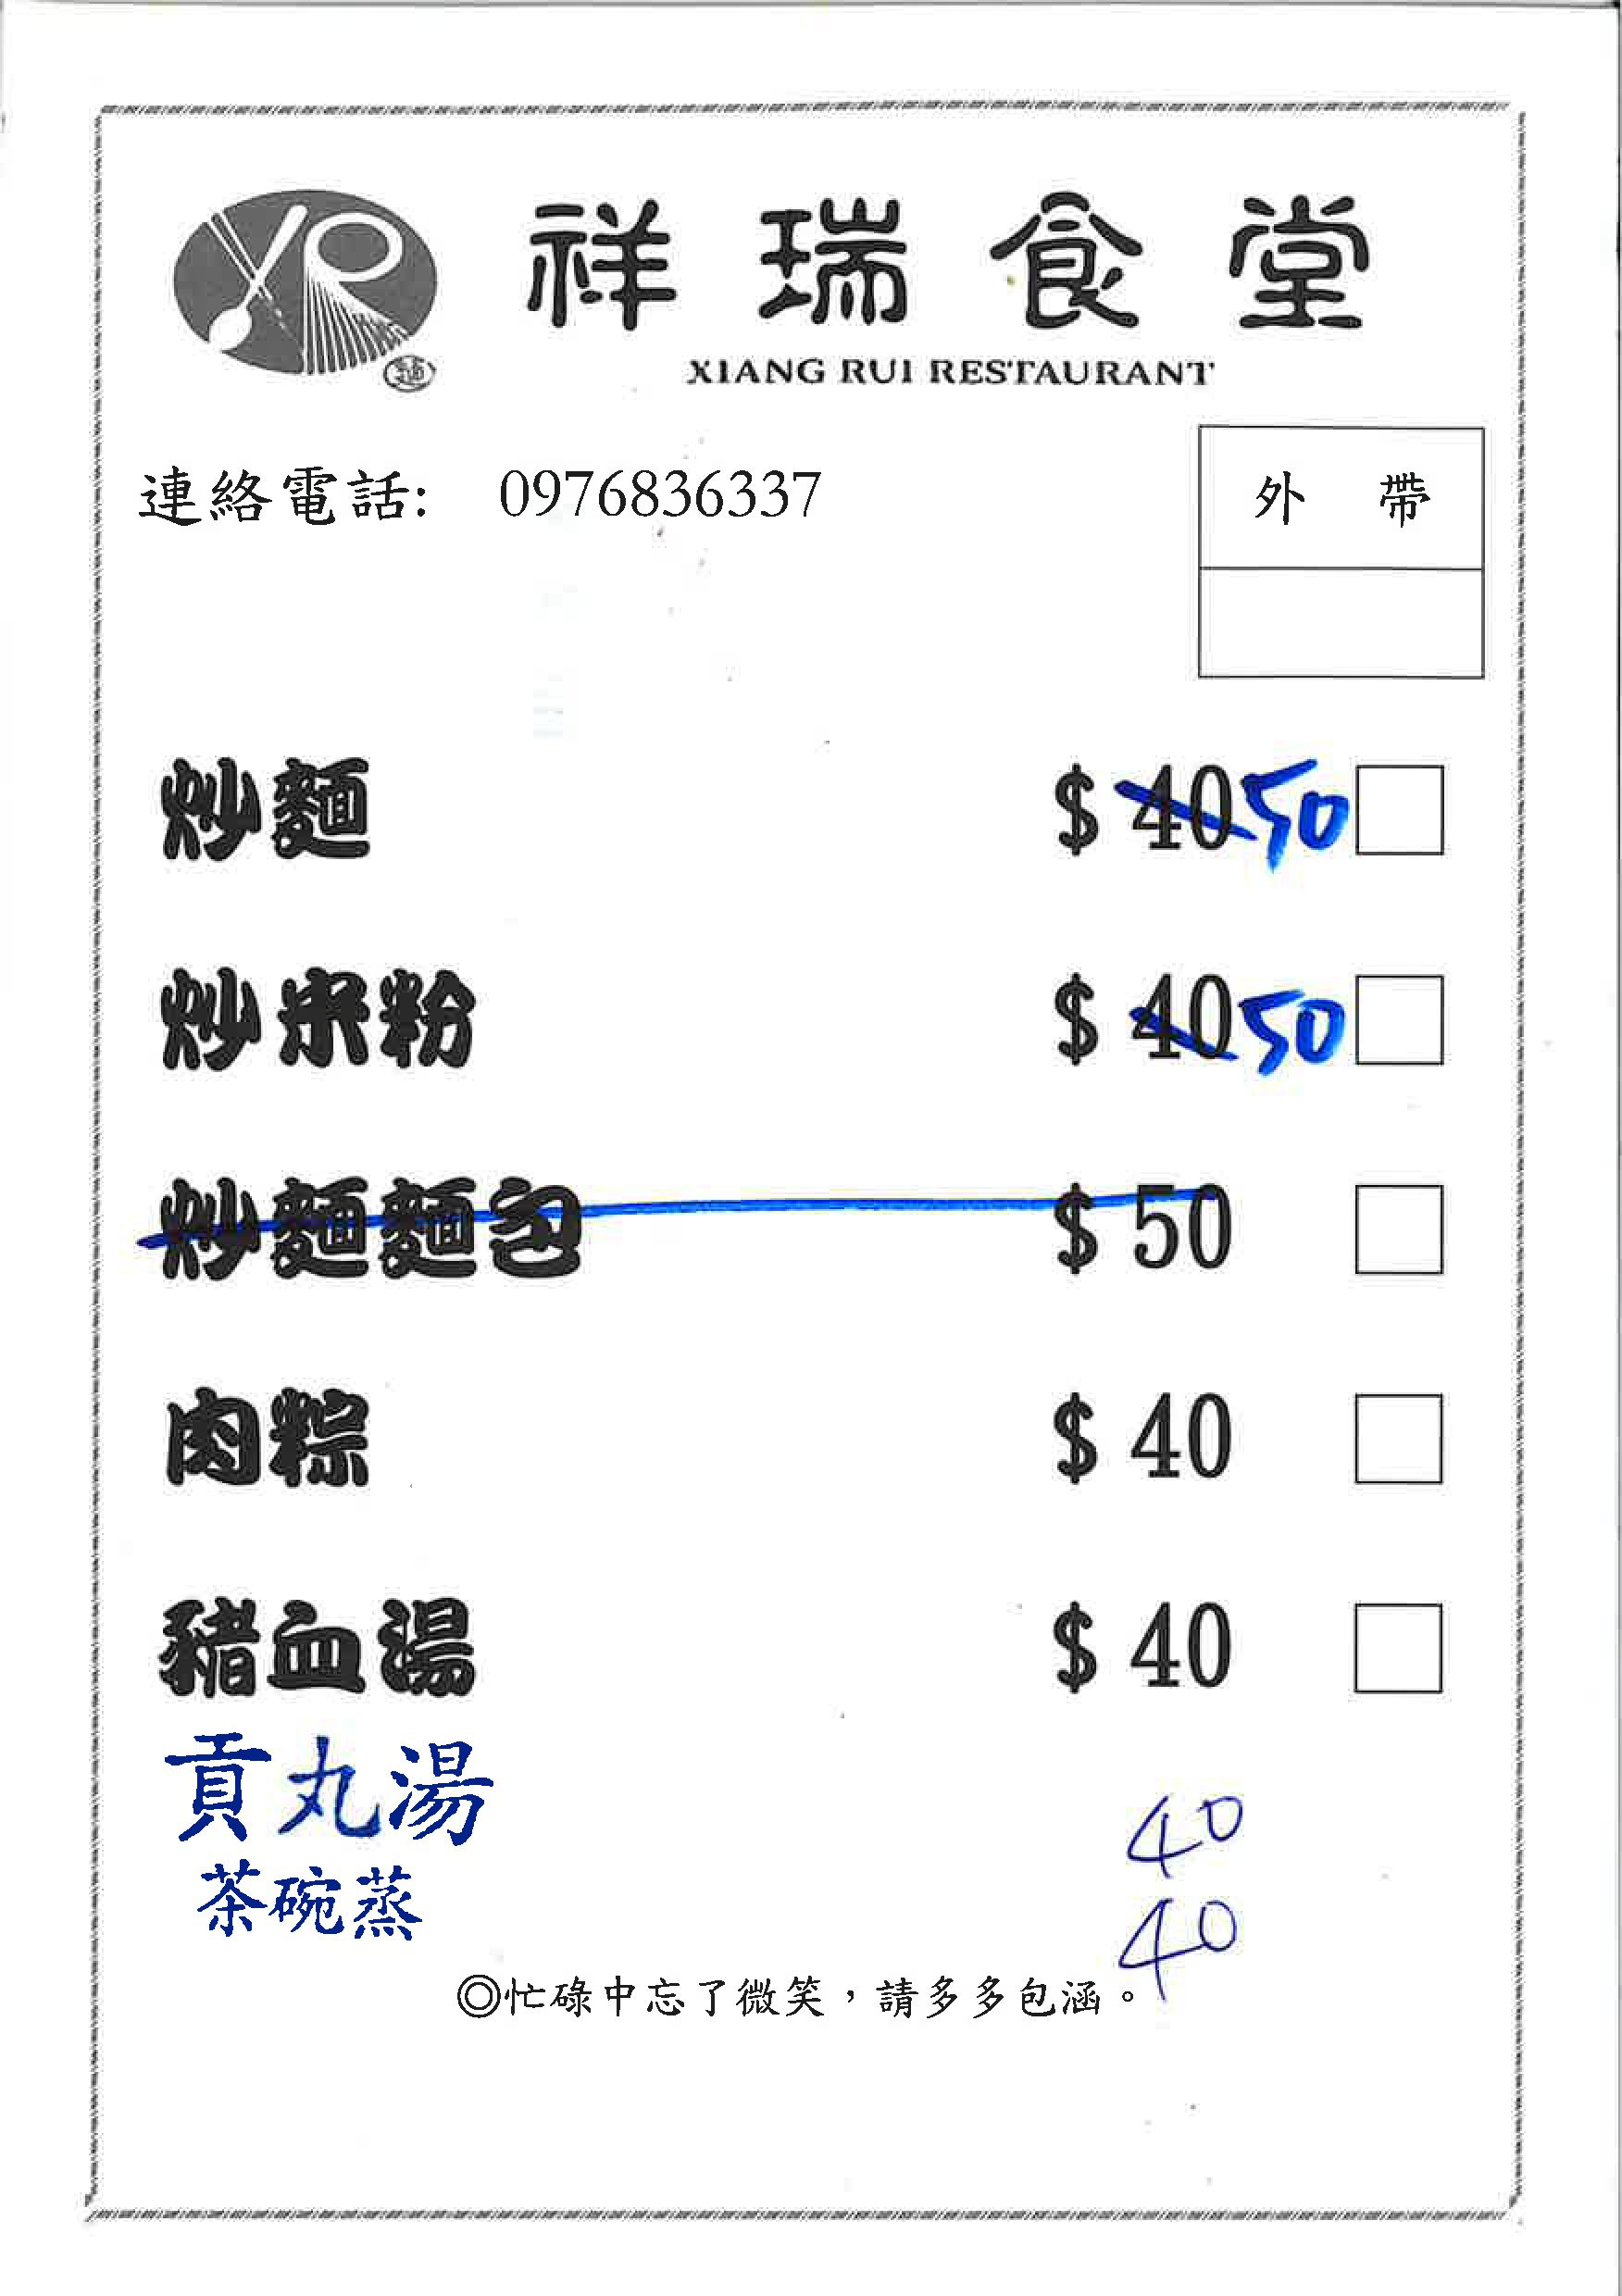 祥瑞食堂
XIANG RUI RESTAURANT
連絡電話: 0976836337
外 帶
炒麵 $ 40 50
炒米粉 $ 40 50
炒麵麵包 $ 50
肉粽 $ 40
豬血湯 $ 40
貢丸湯 40
茶碗蒸 40
◎忙碌中忘了微笑，請多多包涵。